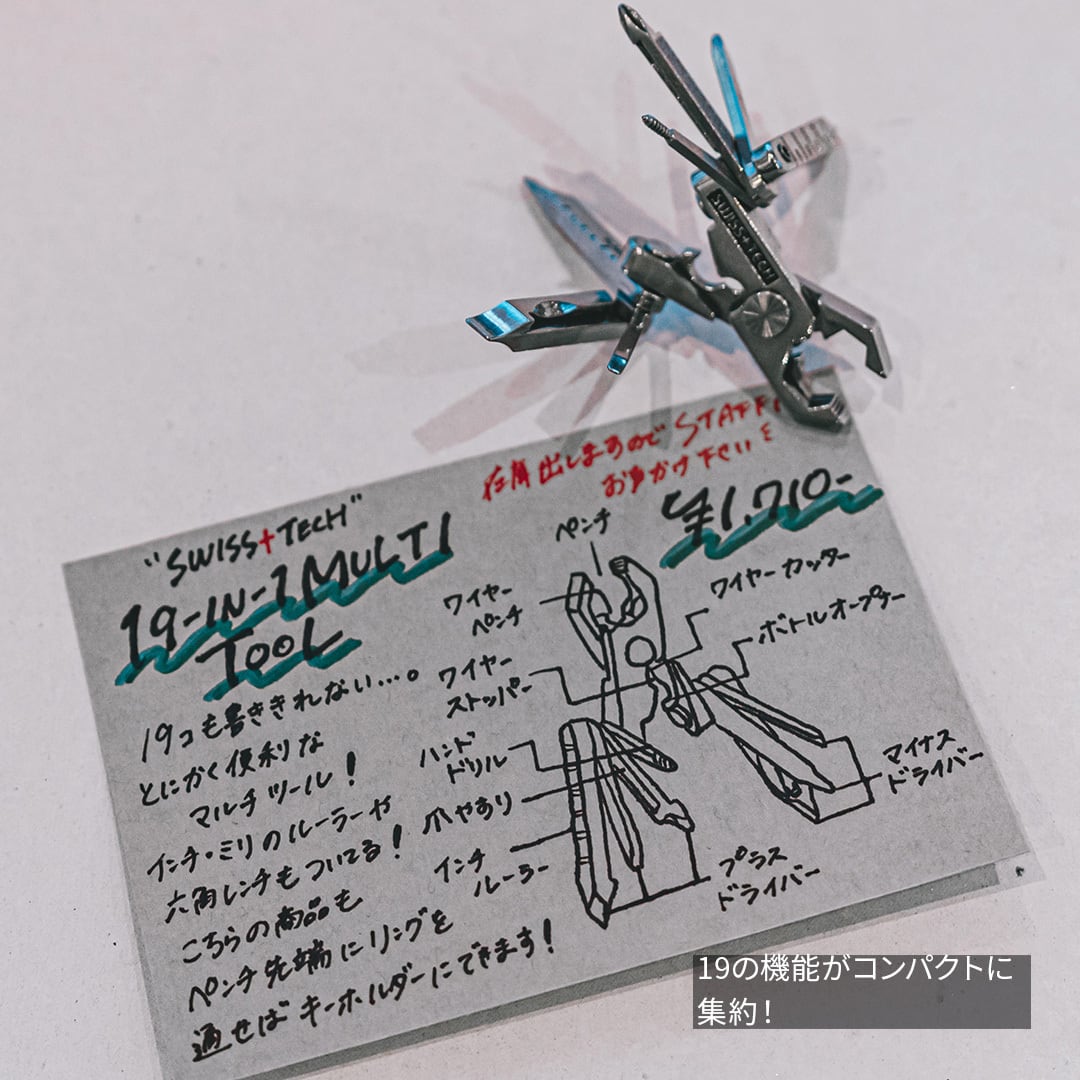 SWISS+TECH
在庫出しますので STAFFに
お声かけ下さい
"SWISS+TECH"
19-IN-1 MULTI
TOOL
¥1,710-
19コも書ききれない…。
とにかく便利な
マルチツール!
インチ・ミリのルーラーや
六角レンチもついてる!
こちらの商品も
ペンチ先端にリングを
通せばキーホルダーにできます!
ペンチ
ワイヤー
ペンチ
ワイヤー
ストッパー
ハンド
ドリル
爪やすり
インチ
ルーラー
ワイヤーカッター
ボトルオープナー
マイナス
ドライバー
プラス
ドライバー
19の機能がコンパクトに
集約!